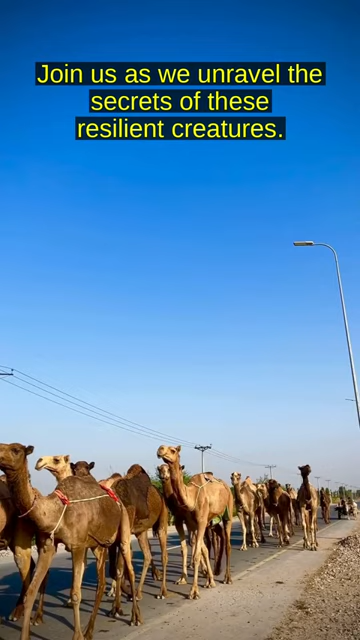 Join us as we unravel the
secrets of these
resilient creatures.